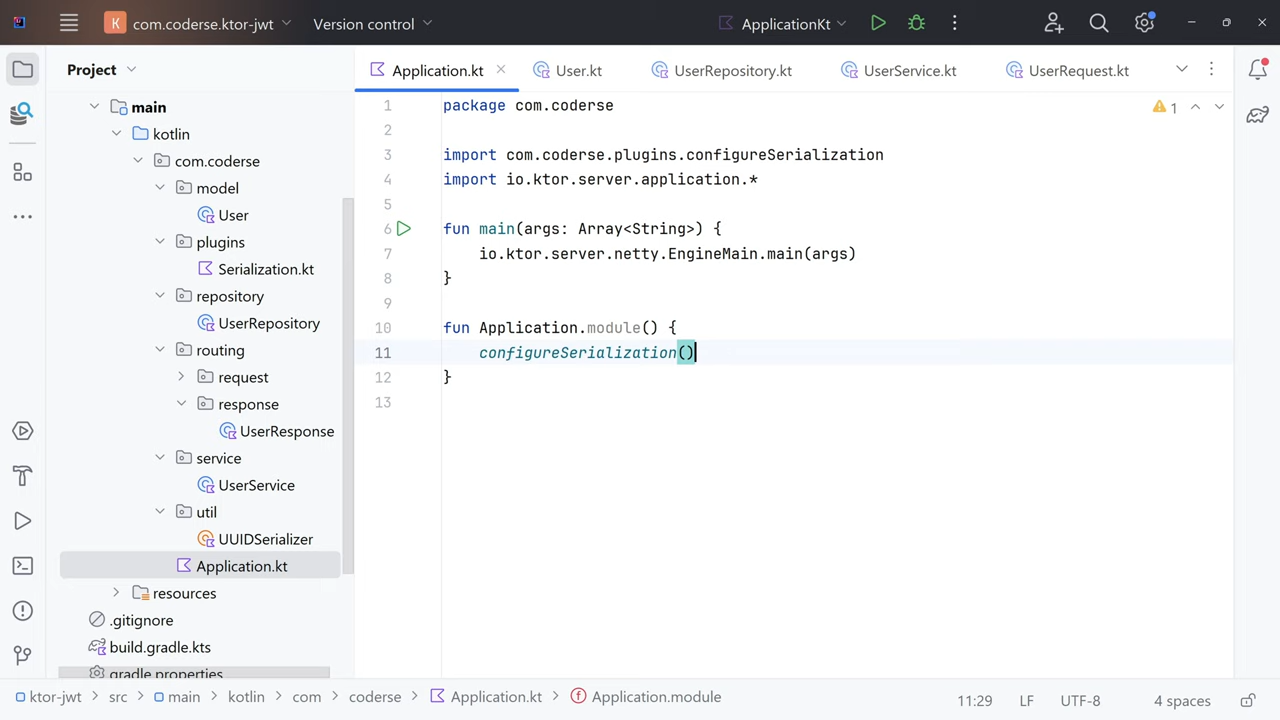 K com.coderse.ktor-jwt Version control ApplicationKt
Project
main
kotlin
com.coderse
model
User
plugins
Serialization.kt
repository
UserRepository
routing
request
response
UserResponse
service
UserService
util
UUIDSerializer
Application.kt
resources
.gitignore
build.gradle.kts
gradle.properties
Application.kt User.kt UserRepository.kt UserService.kt UserRequest.kt
1 package com.coderse
1
2
3 import com.coderse.plugins.configureSerialization
4 import io.ktor.server.application.*
5
6 fun main(args: Array<String>) {
7 io.ktor.server.netty.EngineMain.main(args)
8 }
9
10 fun Application.module() {
11 configureSerialization()
12 }
13
ktor-jwt > src > main > kotlin > com > coderse > Application.kt > Application.module 11:29 LF UTF-8 4 spaces